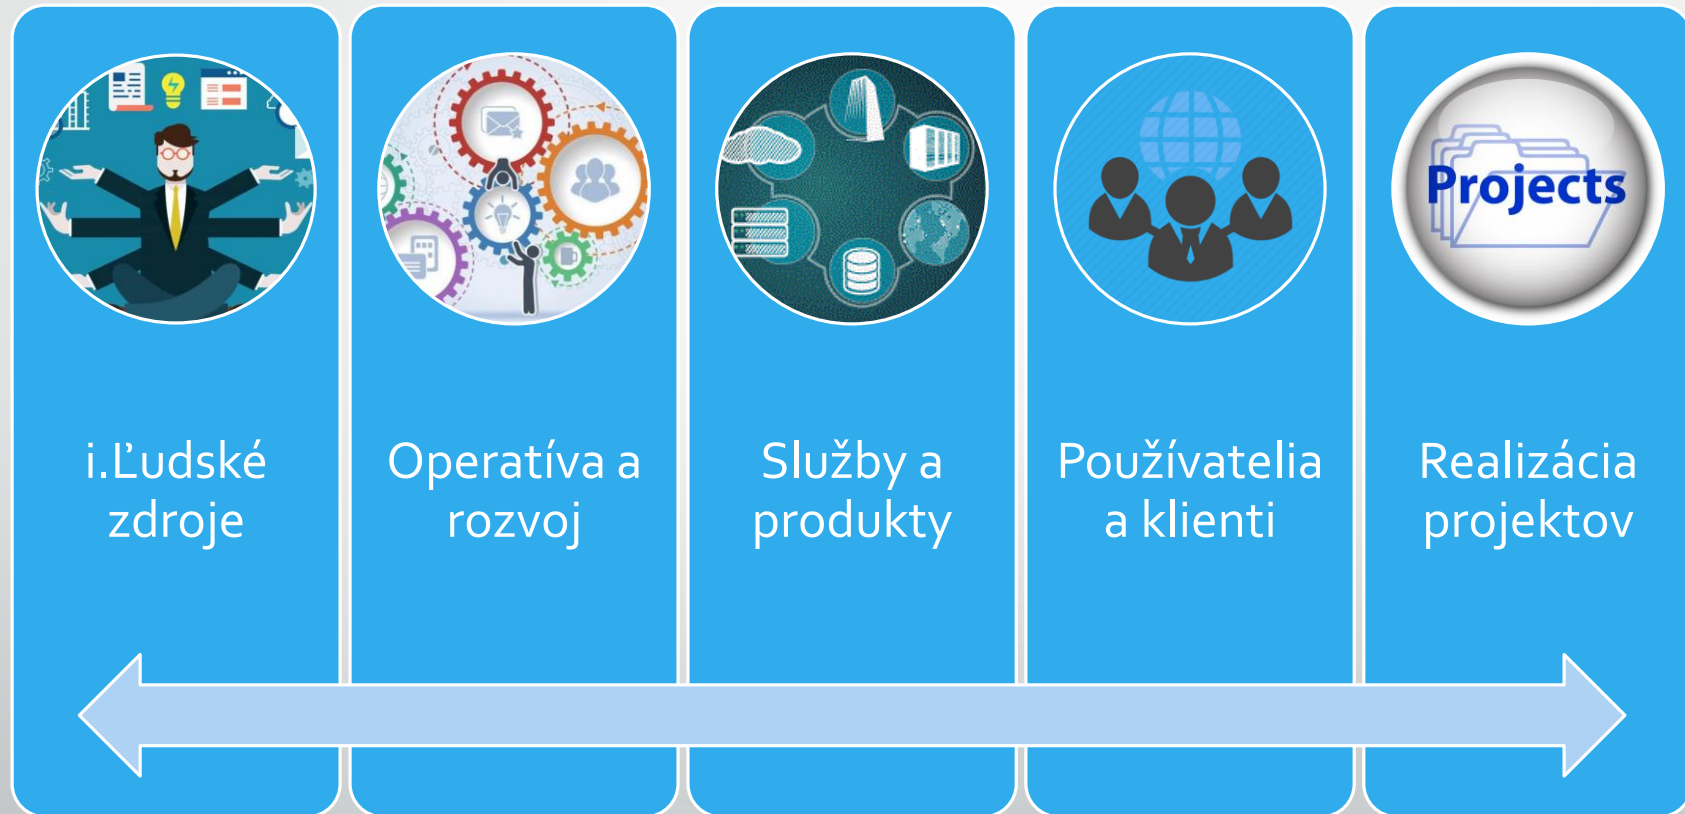 Projects
i.Ľudské
zdroje
Operatíva a
rozvoj
Služby a
produkty
Používatelia
a klienti
Realizácia
projektov